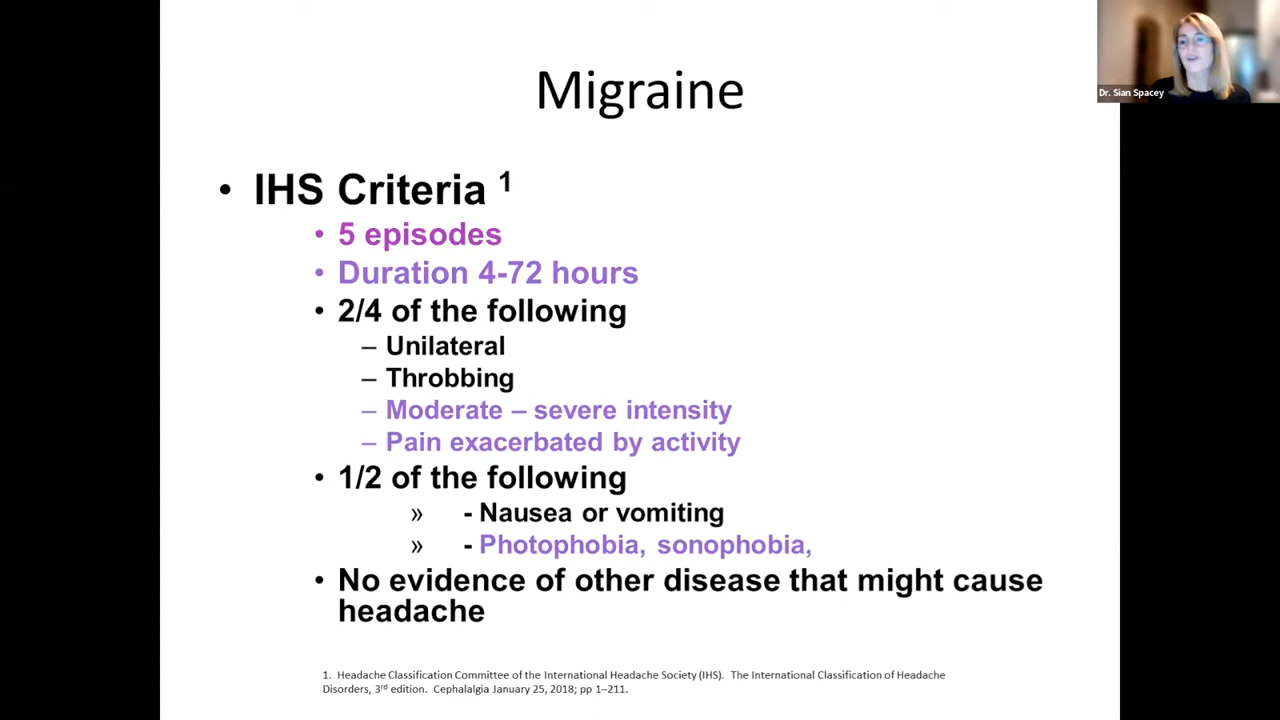 Dr. Sian Spacey
Migraine
• IHS Criteria ¹
• 5 episodes
• Duration 4-72 hours
• 2/4 of the following
– Unilateral
– Throbbing
– Moderate – severe intensity
– Pain exacerbated by activity
• 1/2 of the following
» - Nausea or vomiting
» - Photophobia, sonophobia,
• No evidence of other disease that might cause
headache
1. Headache Classification Committee of the International Headache Society (IHS). The International Classification of Headache
Disorders, 3rd edition. Cephalalgia January 25, 2018; pp 1–211.